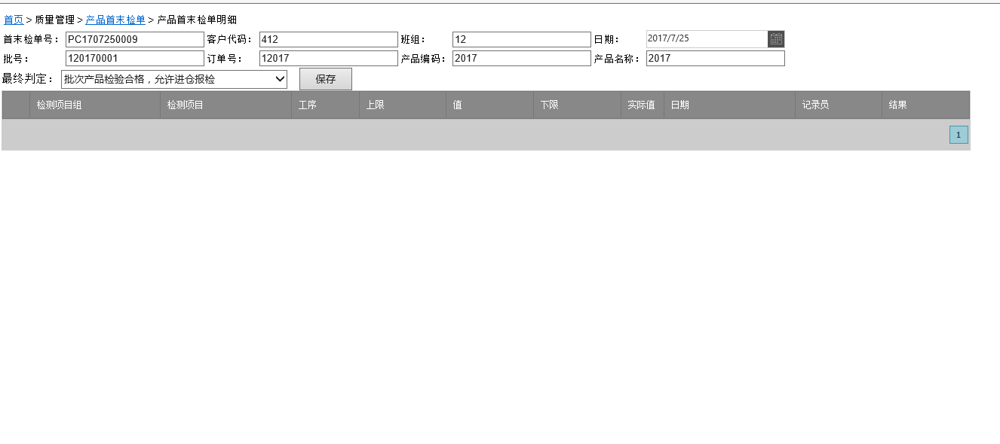 首页 > 质量管理 > 产品首末检单 > 产品首末检单明细
首末检单号： PC1707250009 客户代码： 412 班组： 12 日期： 2017/7/25
批号： 120170001 订单号： 12017 产品编码： 2017 产品名称： 2017
最终判定： 批次产品检验合格，允许进仓报检 保存
检测项目组 检测项目 工序 上限 值 下限 实际值 日期 记录员 结果
1